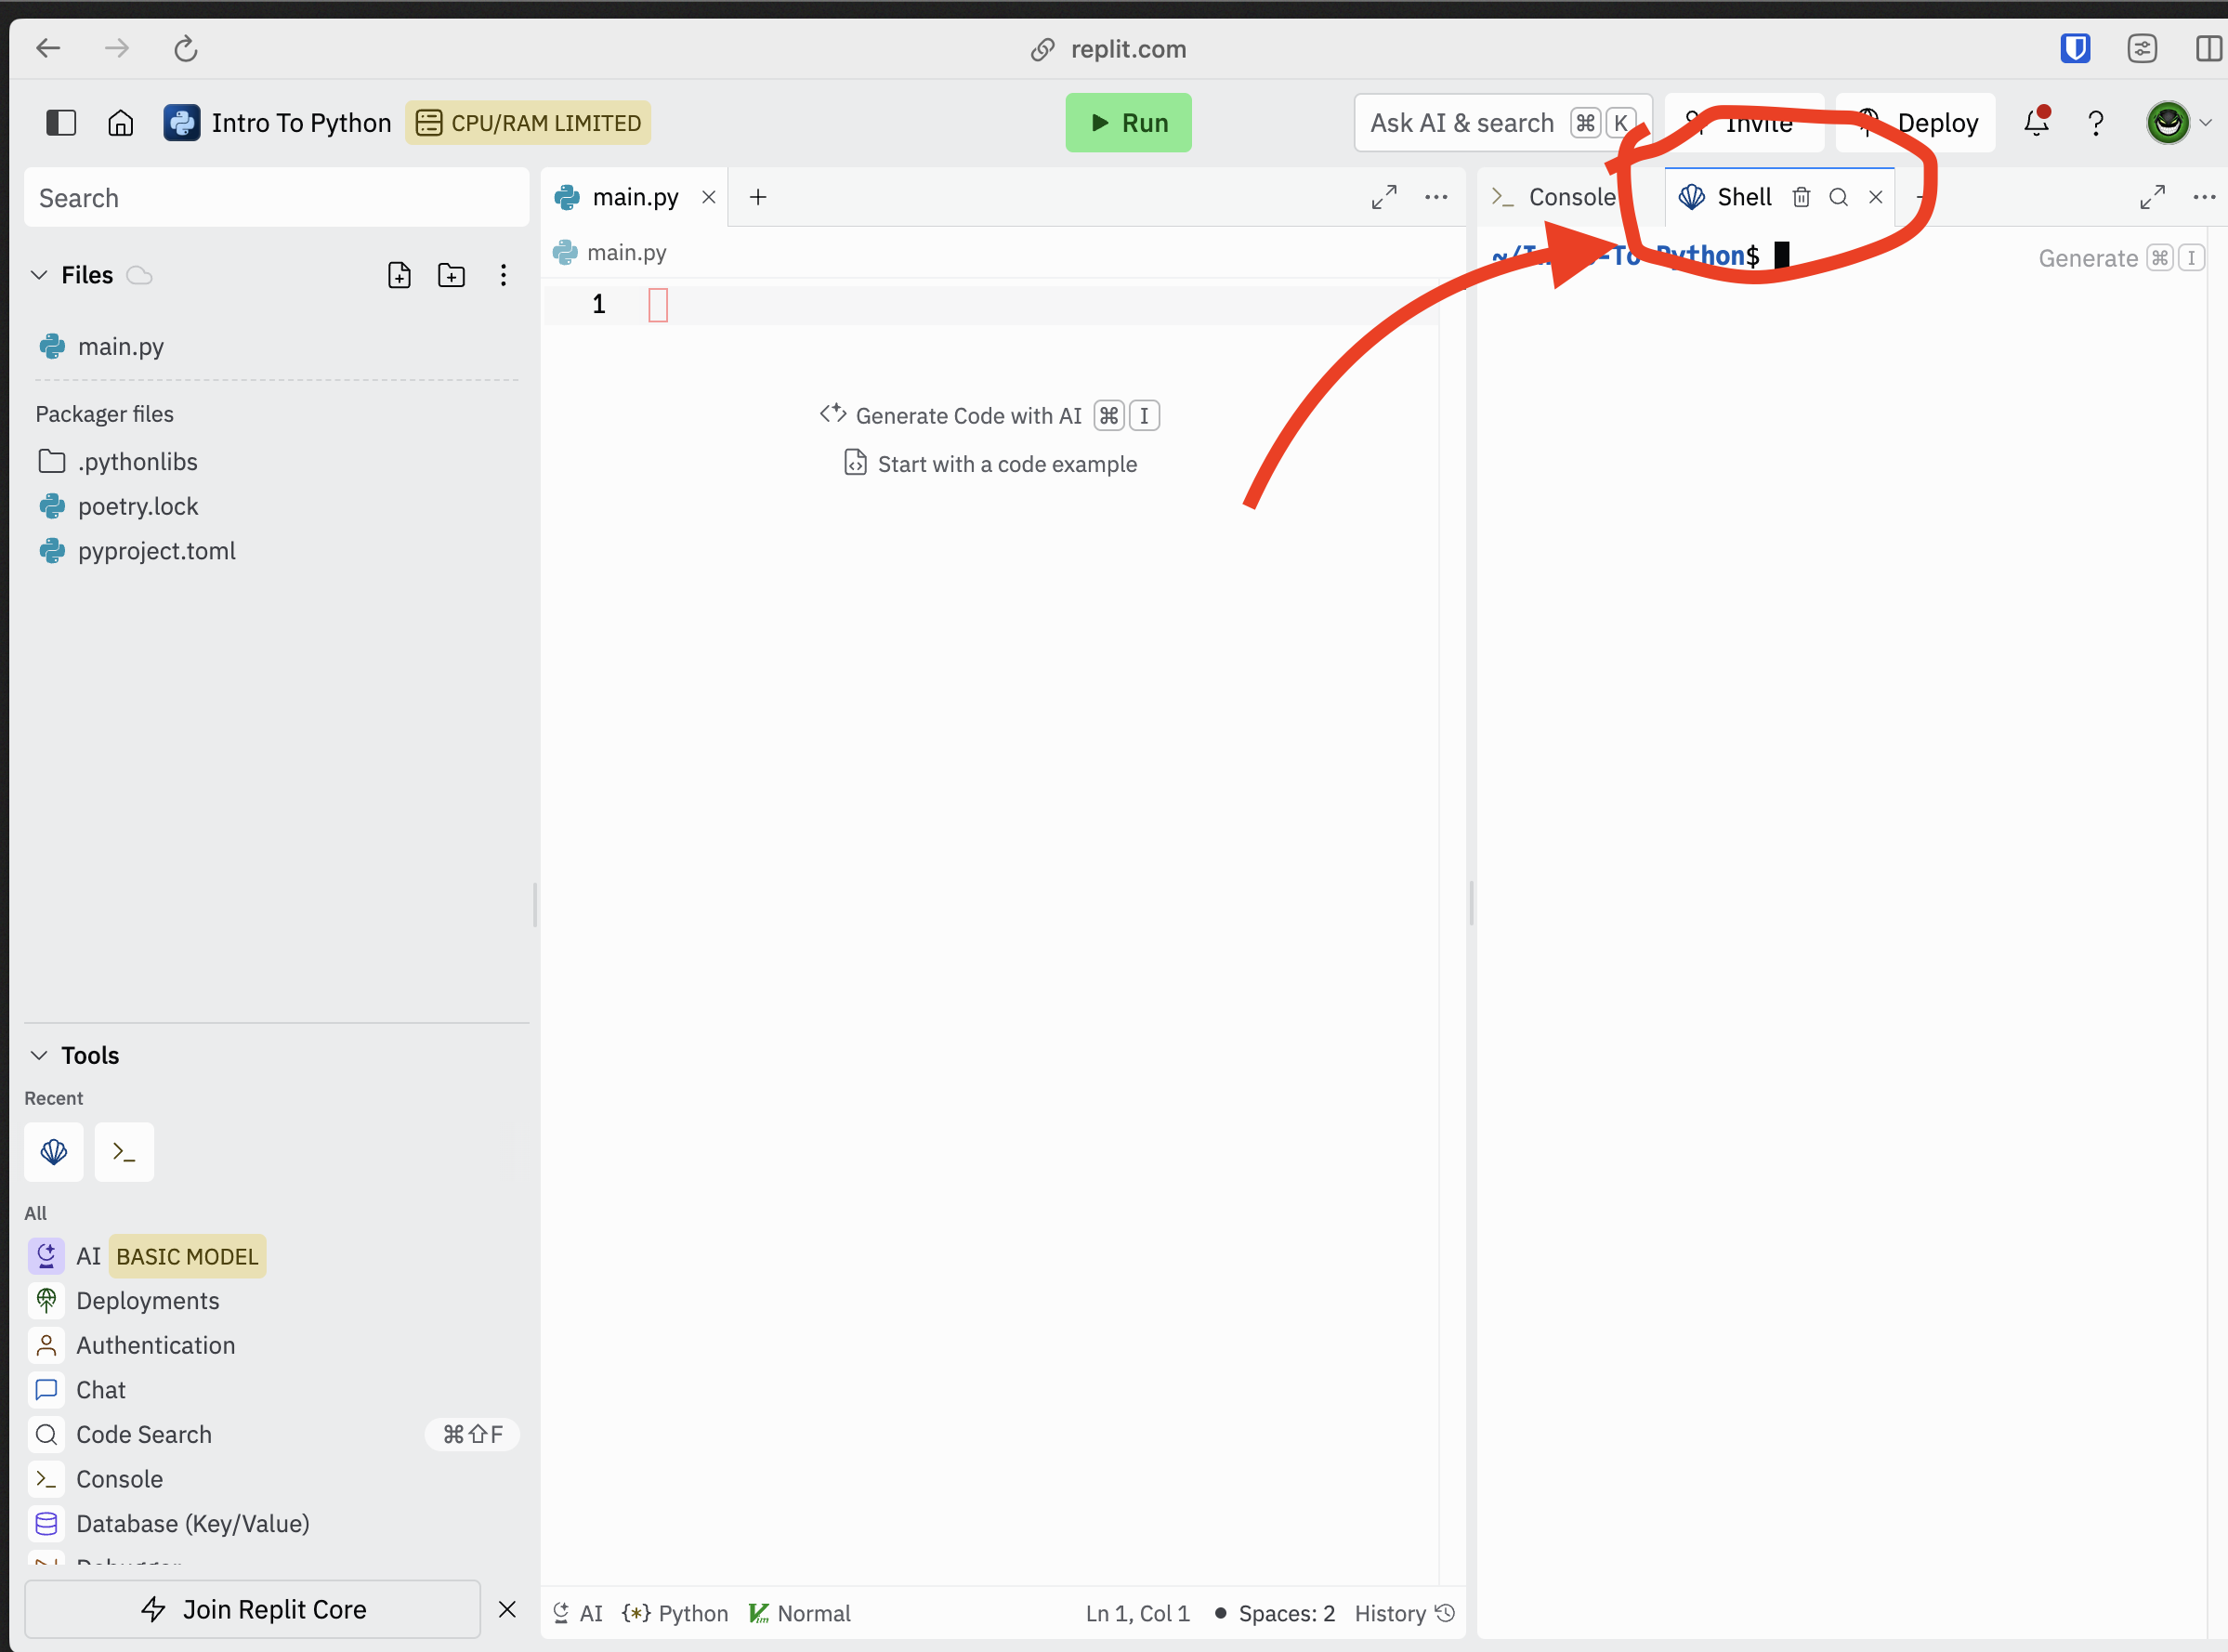 replit.com
Intro To Python
CPU/RAM LIMITED
Run
Ask AI & search ⌘ K
Invite
Deploy
Search
main.py
Console
Shell
Files
main.py
~/Intro-To-Python$
Generate ⌘ I
1
main.py
Generate Code with AI ⌘ I
Start with a code example
Packager files
.pythonlibs
poetry.lock
pyproject.toml
Tools
Recent
All
AI BASIC MODEL
Deployments
Authentication
Chat
Code Search ⌘⇧F
Console
Database (Key/Value)
Debugger
Join Replit Core
AI
{*} Python
Normal
Ln 1, Col 1
Spaces: 2
History